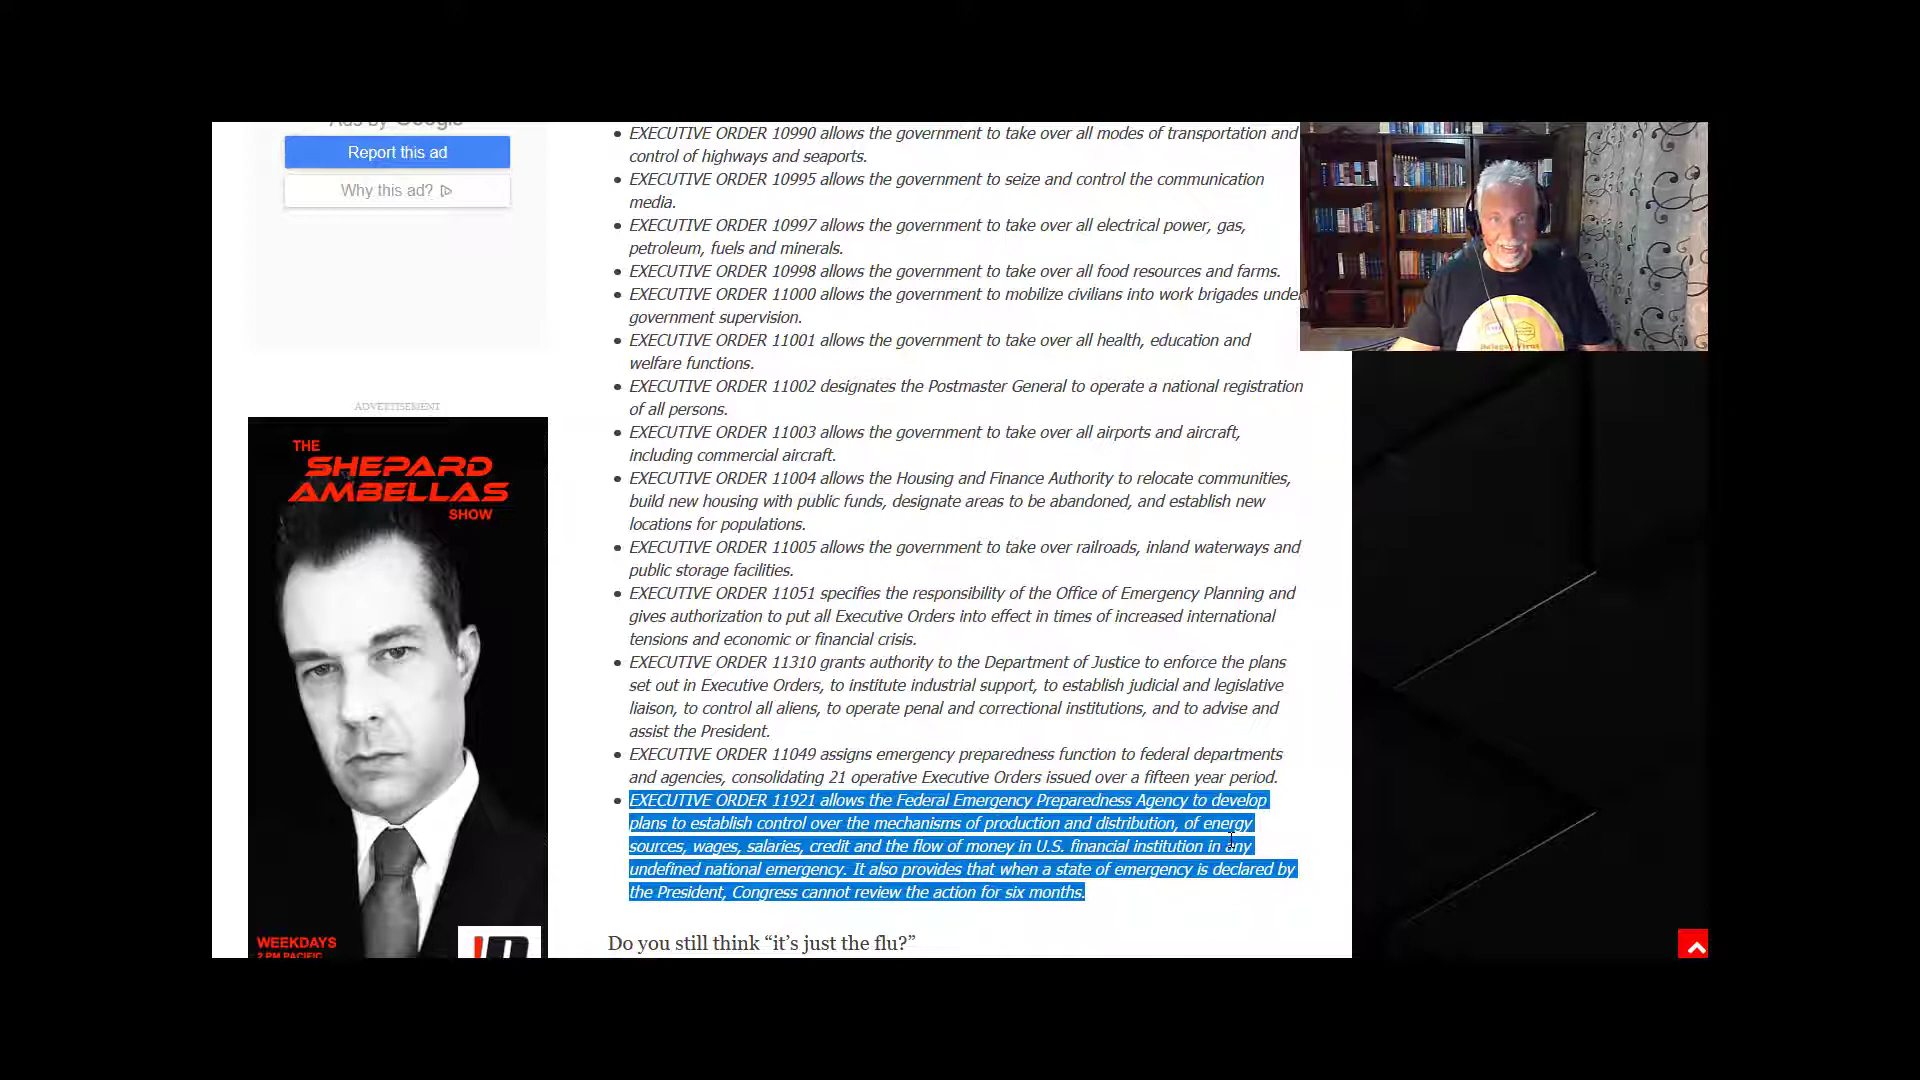 Ads by Google
Report this ad
Why this ad?
ADVERTISEMENT
THE
SHEPARD
AMBELLAS
SHOW
WEEKDAYS
2 PM PACIFIC
EXECUTIVE ORDER 10990 allows the government to take over all modes of transportation and
control of highways and seaports.
EXECUTIVE ORDER 10995 allows the government to seize and control the communication
media.
EXECUTIVE ORDER 10997 allows the government to take over all electrical power, gas,
petroleum, fuels and minerals.
EXECUTIVE ORDER 10998 allows the government to take over all food resources and farms.
EXECUTIVE ORDER 11000 allows the government to mobilize civilians into work brigades under
government supervision.
EXECUTIVE ORDER 11001 allows the government to take over all health, education and
welfare functions.
EXECUTIVE ORDER 11002 designates the Postmaster General to operate a national registration
of all persons.
EXECUTIVE ORDER 11003 allows the government to take over all airports and aircraft,
including commercial aircraft.
EXECUTIVE ORDER 11004 allows the Housing and Finance Authority to relocate communities,
build new housing with public funds, designate areas to be abandoned, and establish new
locations for populations.
EXECUTIVE ORDER 11005 allows the government to take over railroads, inland waterways and
public storage facilities.
EXECUTIVE ORDER 11051 specifies the responsibility of the Office of Emergency Planning and
gives authorization to put all Executive Orders into effect in times of increased international
tensions and economic or financial crisis.
EXECUTIVE ORDER 11310 grants authority to the Department of Justice to enforce the plans
set out in Executive Orders, to institute industrial support, to establish judicial and legislative
liaison, to control all aliens, to operate penal and correctional institutions, and to advise and
assist the President.
EXECUTIVE ORDER 11049 assigns emergency preparedness function to federal departments
and agencies, consolidating 21 operative Executive Orders issued over a fifteen year period.
EXECUTIVE ORDER 11921 allows the Federal Emergency Preparedness Agency to develop
plans to establish control over the mechanisms of production and distribution, of energy
sources, wages, salaries, credit and the flow of money in U.S. financial institution in any
undefined national emergency. It also provides that when a state of emergency is declared by
the President, Congress cannot review the action for six months.
Do you still think “it’s just the flu?”